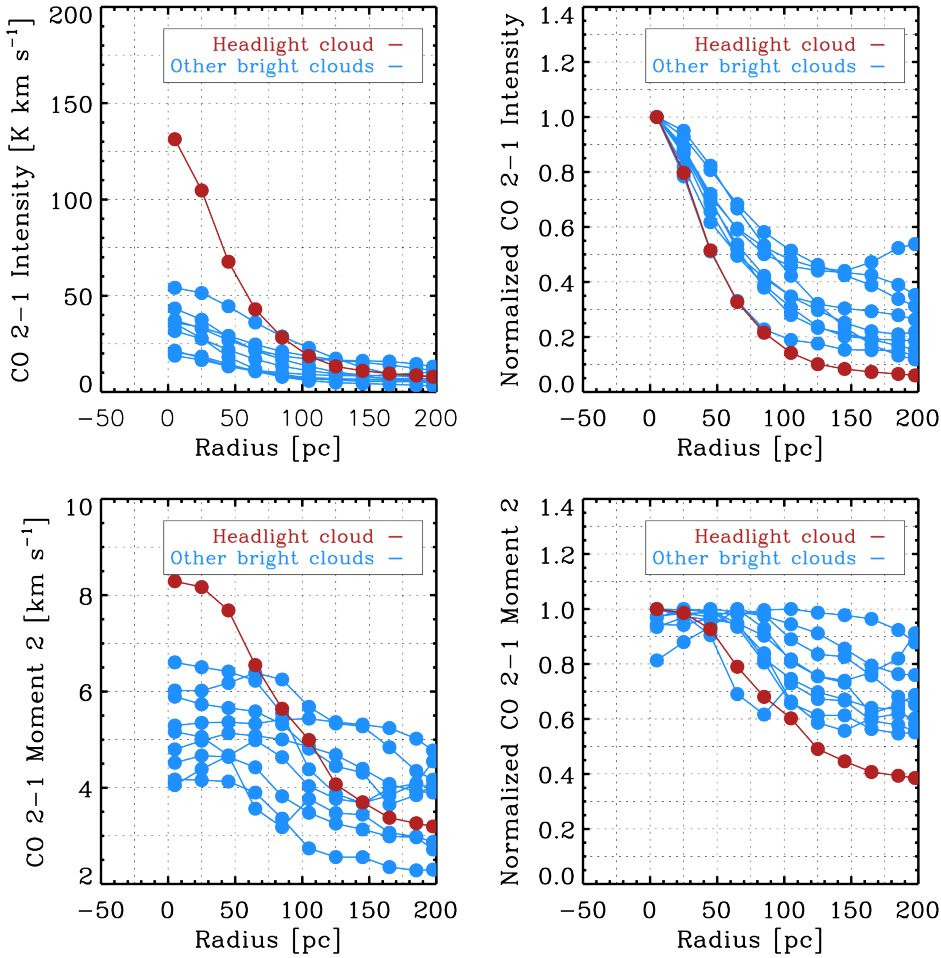 CO 2−1 Intensity [K km s⁻¹]
200
150
100
50
0
Headlight cloud −
Other bright clouds −
−50 0 50 100 150 200
Radius [pc]
Normalized CO 2−1 Intensity
1.4
1.2
1.0
0.8
0.6
0.4
0.2
0.0
Headlight cloud −
Other bright clouds −
−50 0 50 100 150 200
Radius [pc]
CO 2−1 Moment 2 [km s⁻¹]
10
8
6
4
2
Headlight cloud −
Other bright clouds −
−50 0 50 100 150 200
Radius [pc]
Normalized CO 2−1 Moment 2
1.4
1.2
1.0
0.8
0.6
0.4
0.2
0.0
Headlight cloud −
Other bright clouds −
−50 0 50 100 150 200
Radius [pc]